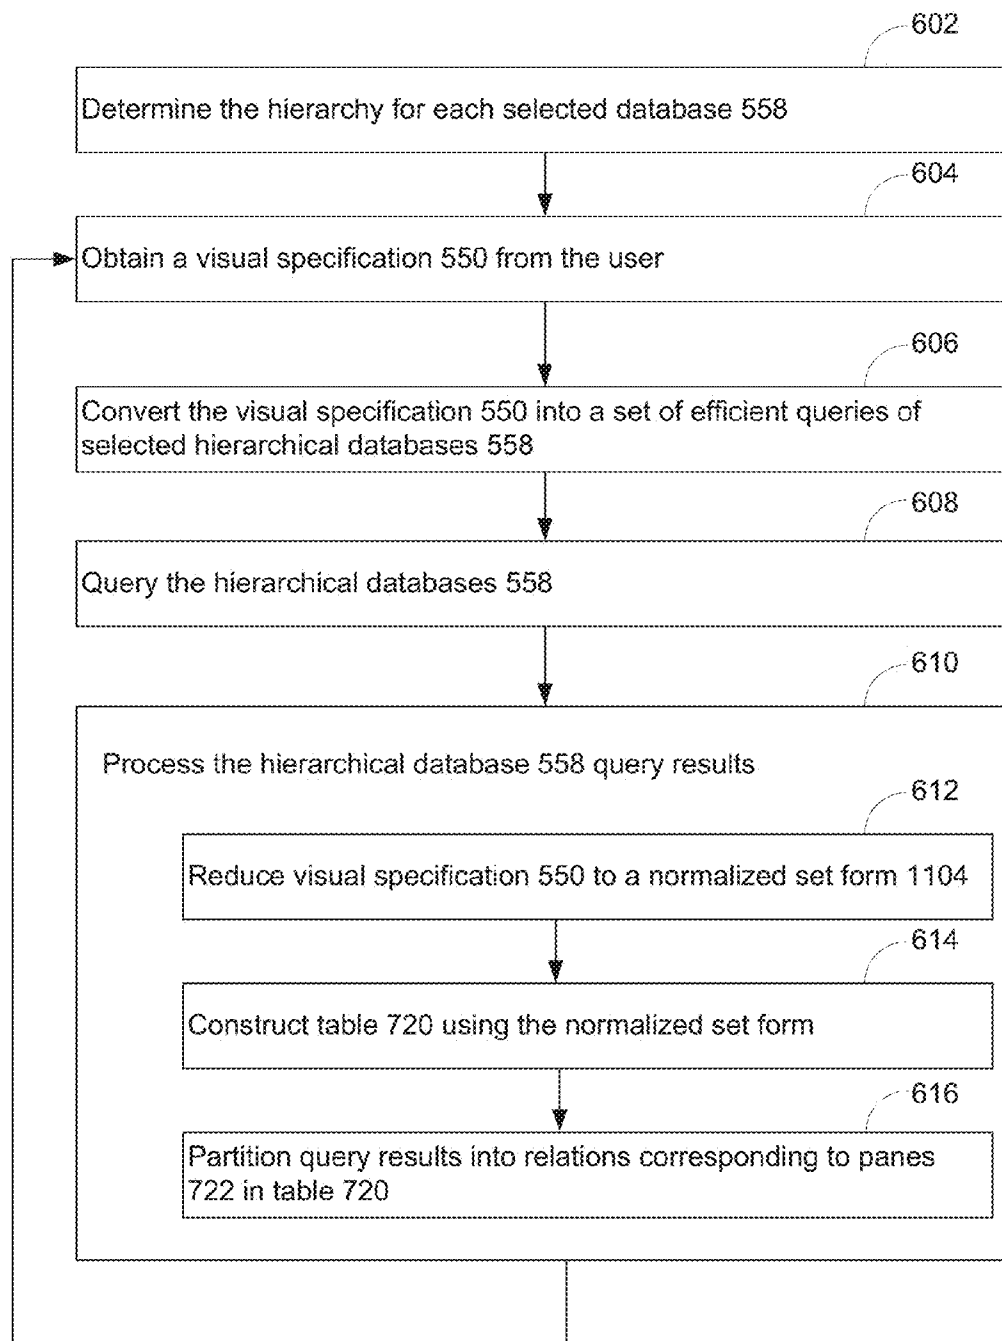 602
Determine the hierarchy for each selected database 558
604
Obtain a visual specification 550 from the user
606
Convert the visual specification 550 into a set of efficient queries of
selected hierarchical databases 558
608
Query the hierarchical databases 558
610
Process the hierarchical database 558 query results
612
Reduce visual specification 550 to a normalized set form 1104
614
Construct table 720 using the normalized set form
616
Partition query results into relations corresponding to panes
722 in table 720